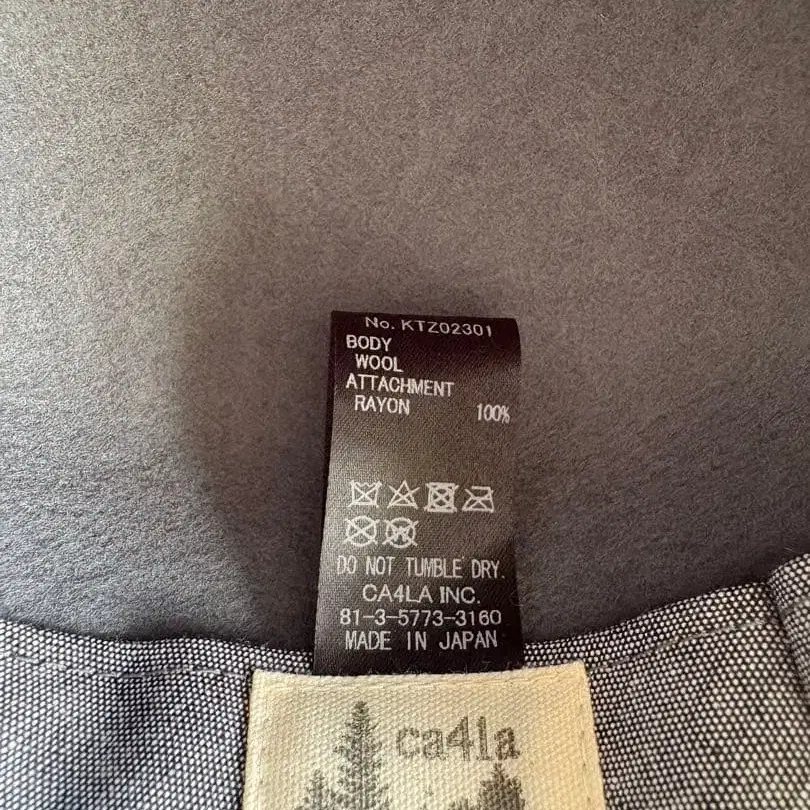 No. KTZ02301
BODY
WOOL
ATTACHMENT
RAYON 100%
DO NOT TUMBLE DRY.
CA4LA INC.
81-3-5773-3160
MADE IN JAPAN
ca4la